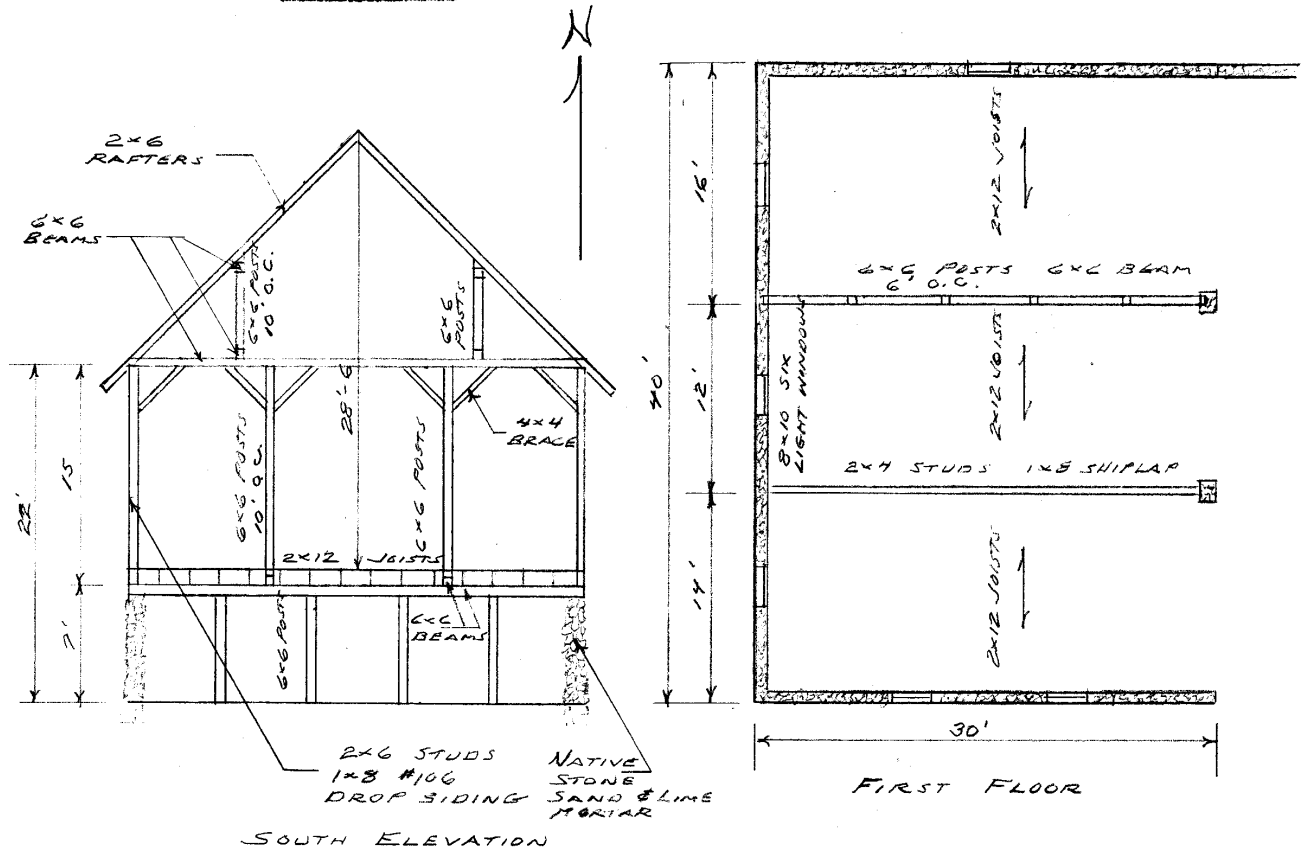 N
2×6
RAFTERS
6×6
BEAMS
6×6 POSTS
10' O.C.
6×6
POSTS
28'-6
4×4
BRACE
6×6 POSTS
10' O.C.
6×6 POSTS
22'
15
7'
2×12 JOISTS
6×6 POST
6×6
BEAMS
2×6 STUDS
1×8 #106
DROP SIDING
NATIVE
STONE
SAND & LIME
MORTAR
SOUTH ELEVATION
40'
16'
12'
14'
2×12 JOISTS
6×6 POSTS 6×6 BEAM
6' O.C.
8×10 SIX
LIGHT WINDOWS
2×12 JOISTS
2×4 STUDS 1×8 SHIPLAP
2×12 JOISTS
30'
FIRST FLOOR